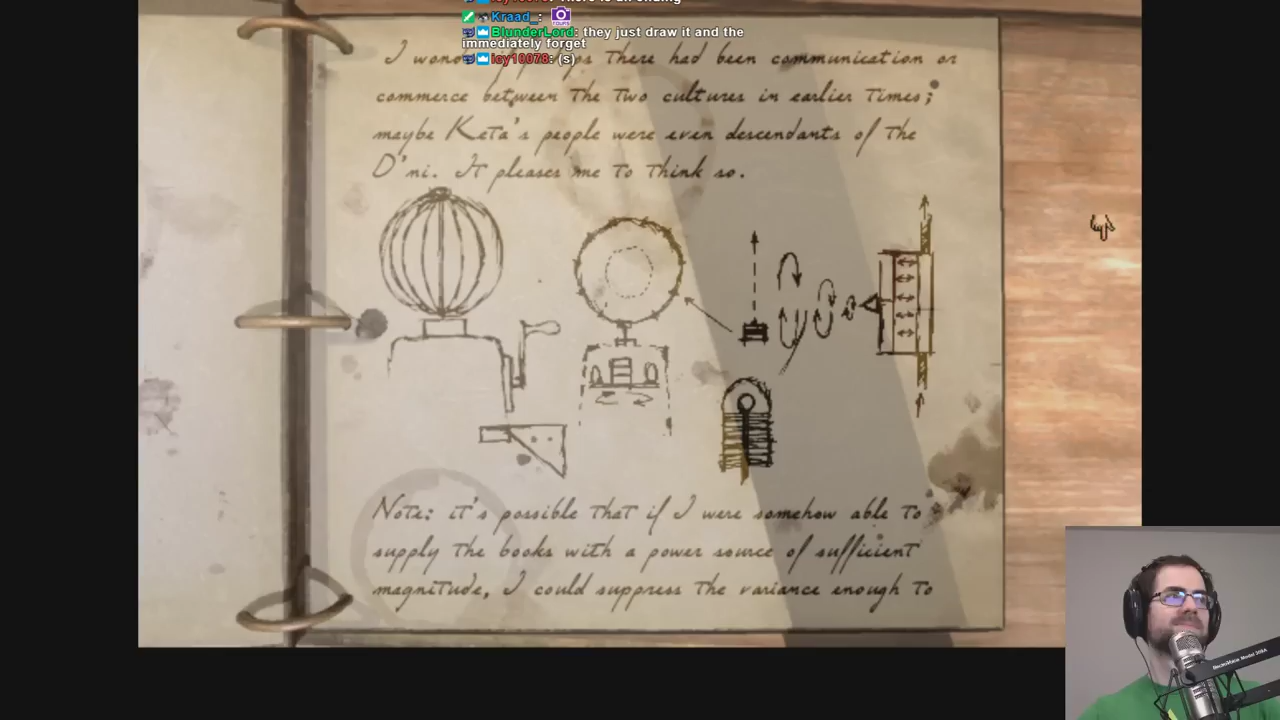 Kraad_:
BlunderLord: they just draw it and the
immediately forget
icy10078: (s)
there had been communication or
commerce between the two cultures in earlier times;
maybe Keta's people were even descendants of the
D'ni. It pleases me to think so.
Note: it's possible that if I were somehow able to
supply the books with a power source of sufficient
magnitude, I could suppress the variance enough to